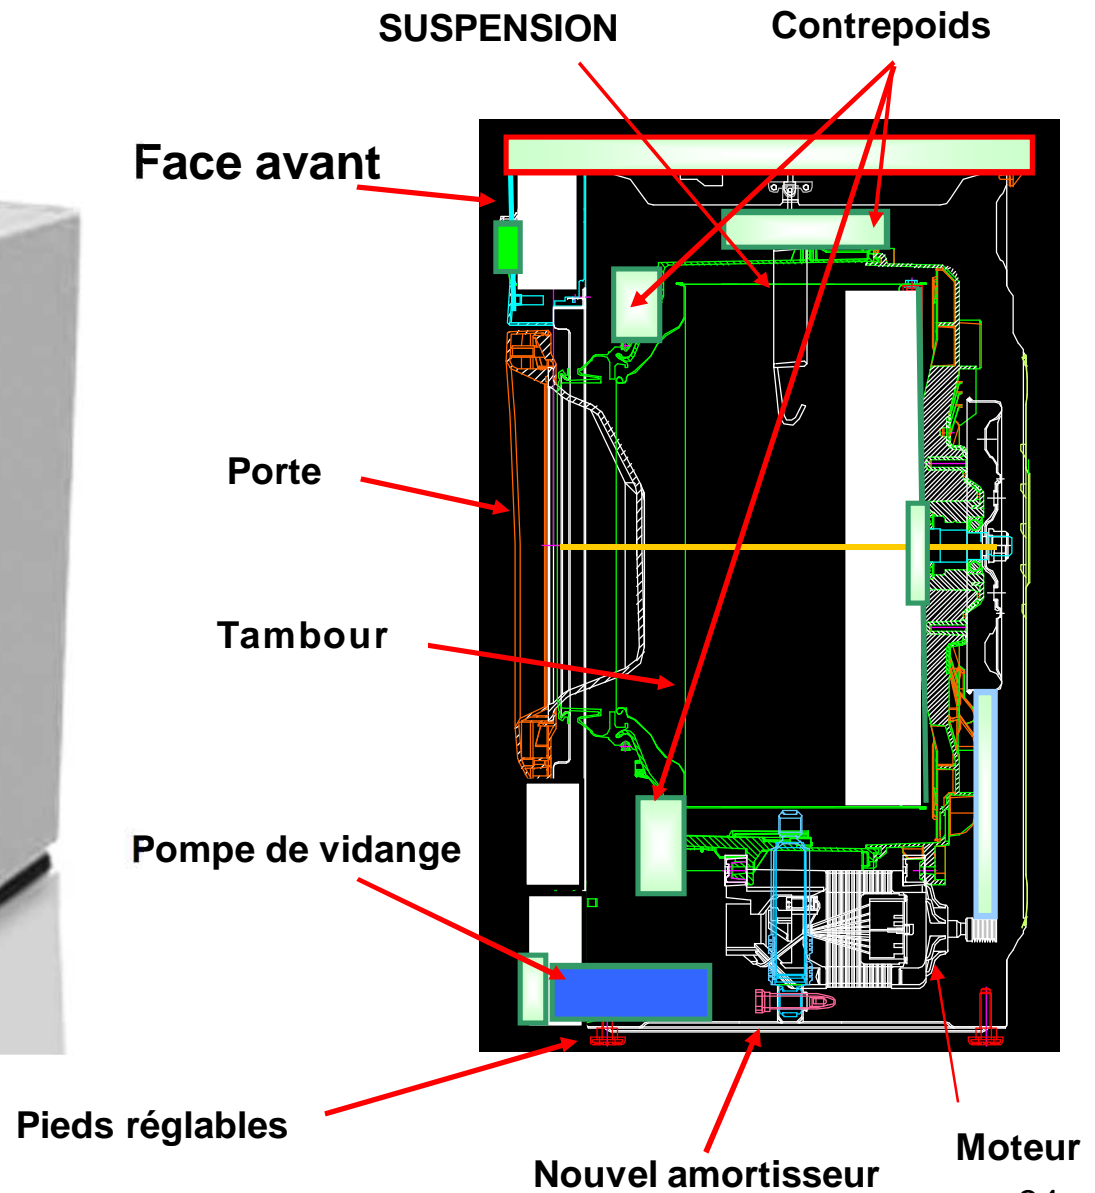 SUSPENSION
Contrepoids
Face avant
Porte
Tambour
Pompe de vidange
Pieds réglables
Nouvel amortisseur
Moteur